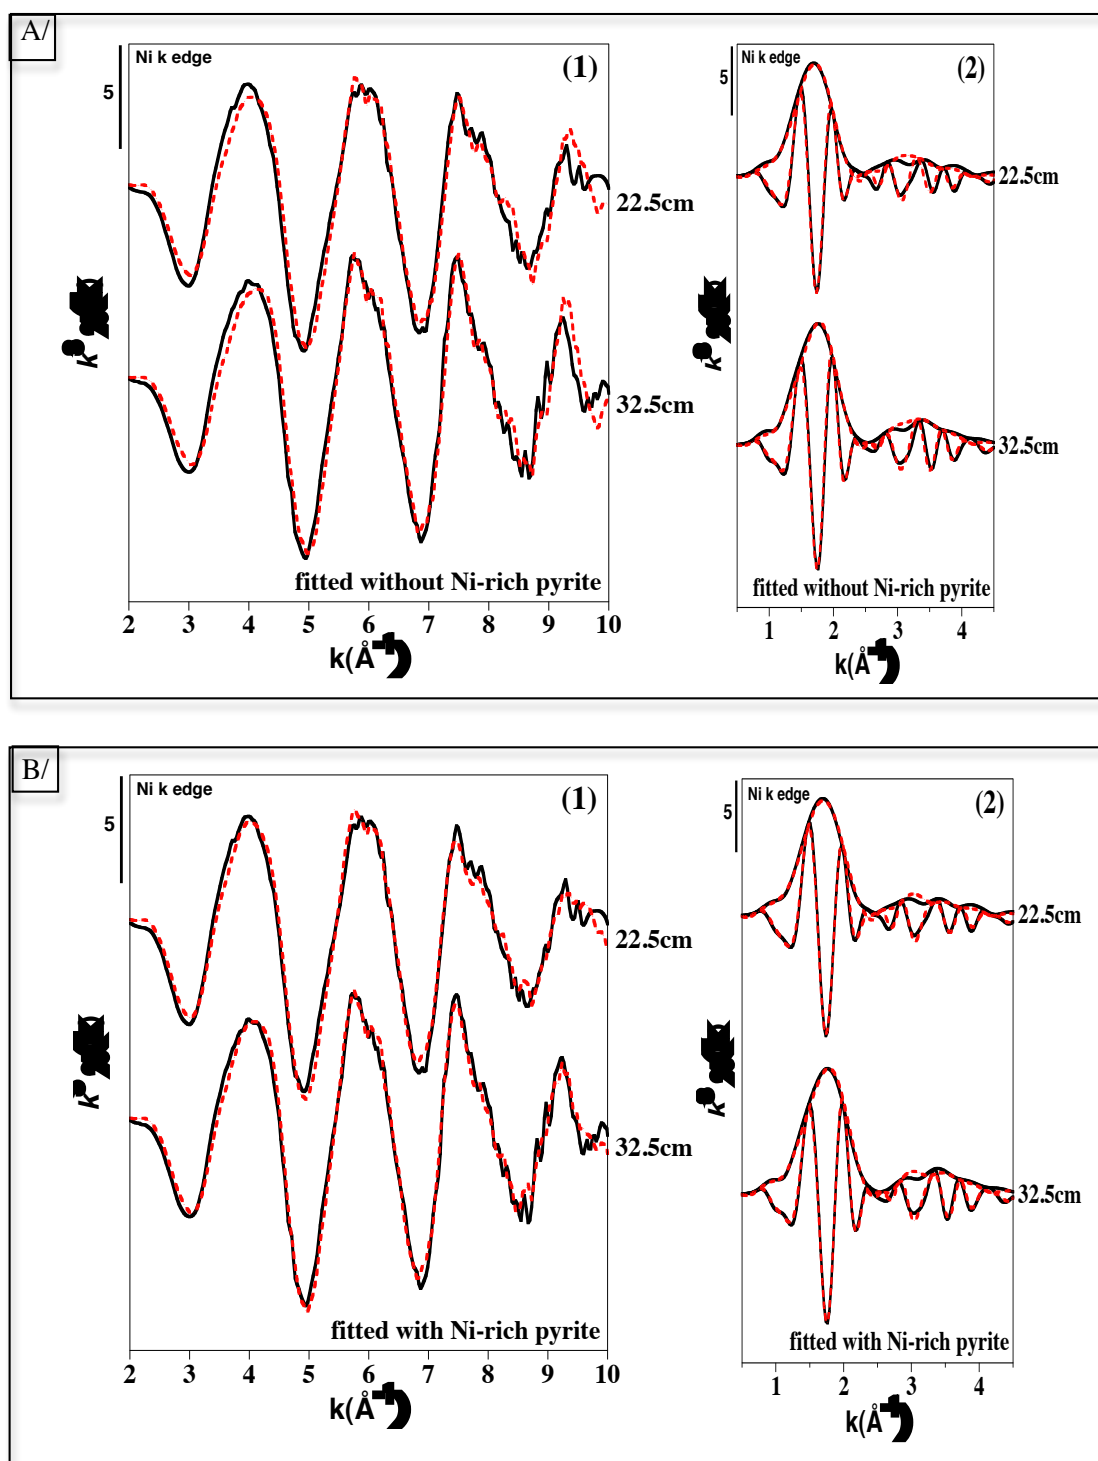 A/
Ni k edge
(1)
5
22.5cm
32.5cm
fitted without Ni-rich pyrite
2 3 4 5 6 7 8 9 10
k(Å
Ni k edge
(2)
5
22.5cm
32.5cm
fitted without Ni-rich pyrite
1 2 3 4
k(Å
B/
Ni k edge
(1)
5
22.5cm
32.5cm
fitted with Ni-rich pyrite
2 3 4 5 6 7 8 9 10
k(Å
Ni k edge
(2)
5
22.5cm
32.5cm
fitted with Ni-rich pyrite
1 2 3 4
k(Å